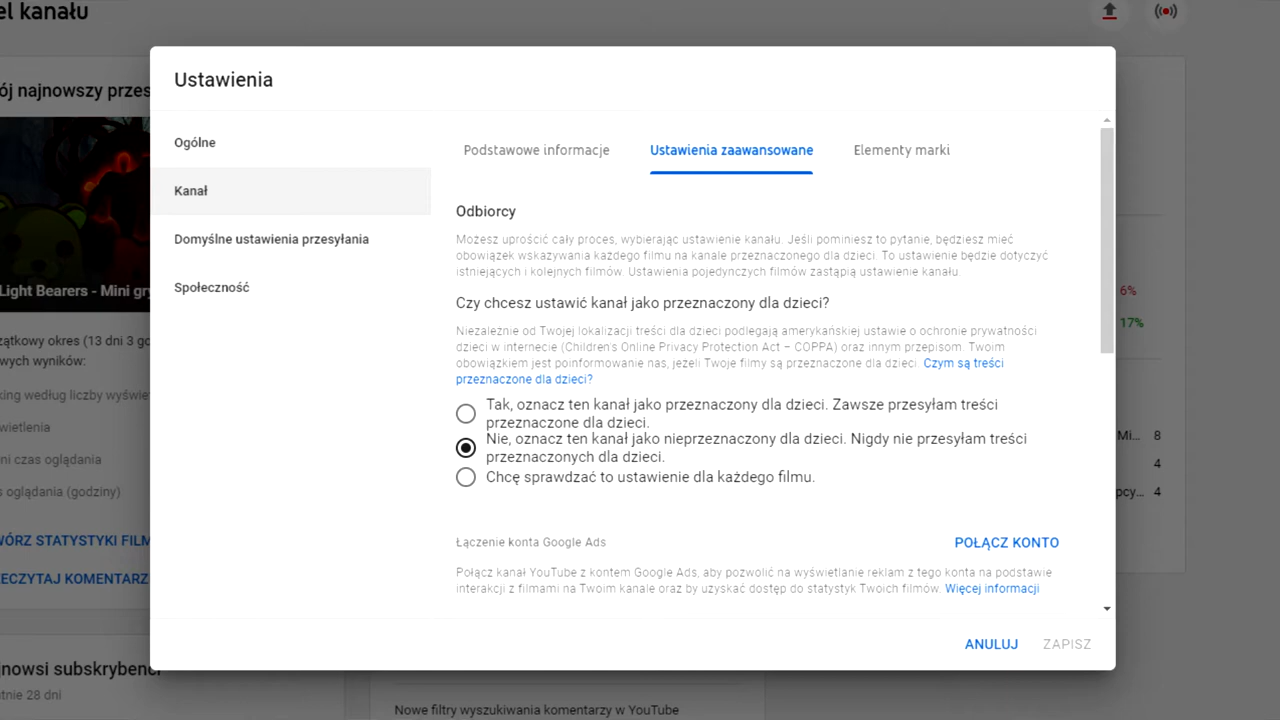 el kanału
Ustawienia
ój najnowszy przes
Ogólne
Podstawowe informacje
Ustawienia zaawansowane
Elementy marki
Kanał
Odbiorcy
Domyślne ustawienia przesyłania
Możesz uprościć cały proces, wybierając ustawienie kanału. Jeśli pominiesz to pytanie, będziesz mieć
obowiązek wskazywania każdego filmu na kanale przeznaczonego dla dzieci. To ustawienie będzie dotyczyć
istniejących i kolejnych filmów. Ustawienia pojedynczych filmów zastąpią ustawienie kanału.
Społeczność
Light Bearers - Mini gry
6%
Czy chcesz ustawić kanał jako przeznaczony dla dzieci?
17%
Niezależnie od Twojej lokalizacji treści dla dzieci podlegają amerykańskiej ustawie o ochronie prywatności
dzieci w internecie (Children's Online Privacy Protection Act – COPPA) oraz innym przepisom. Twoim
obowiązkiem jest poinformowanie nas, jeżeli Twoje filmy są przeznaczone dla dzieci. Czym są treści
przeznaczone dla dzieci?
ątkowy okres (13 dni 3 go
wych wyników:
king według liczby wyświe
Tak, oznacz ten kanał jako przeznaczony dla dzieci. Zawsze przesyłam treści
przeznaczone dla dzieci.
wietlenia
Nie, oznacz ten kanał jako nieprzeznaczony dla dzieci. Nigdy nie przesyłam treści
przeznaczonych dla dzieci.
Mi... 8
ni czas oglądania
4
Chcę sprawdzać to ustawienie dla każdego filmu.
s oglądania (godziny)
pcy... 4
WÓRZ STATYSTYKI FILM
Łączenie konta Google Ads
POŁĄCZ KONTO
ZECZYTAJ KOMENTARZ
Połącz kanał YouTube z kontem Google Ads, aby pozwolić na wyświetlanie reklam z tego konta na podstawie
interakcji z filmami na Twoim kanale oraz by uzyskać dostęp do statystyk Twoich filmów. Więcej informacji
ANULUJ
ZAPISZ
jnowsi subskrybenci
tnie 28 dni
Nowe filtry wyszukiwania komentarzy w YouTube